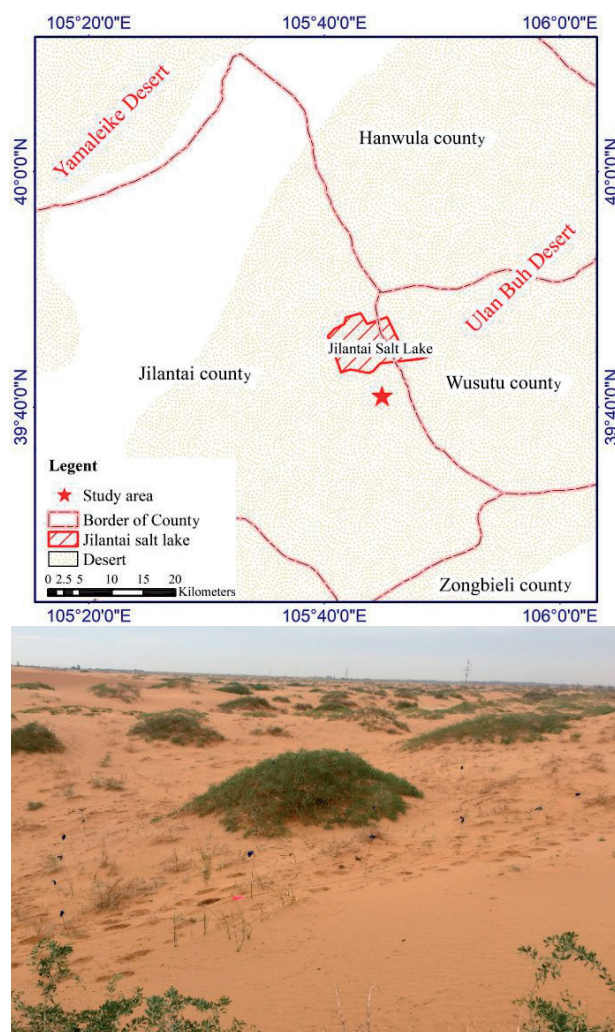 105°20'0"E
105°40'0"E
106°0'0"E
Yamaleike Desert
Hanwula county
40°0'0"N
40°0'0"N
Ulan Buh Desert
Jilantai Salt Lake
Jilantai county
Wusutu county
39°40'0"N
39°40'0"N
Legent
Study area
Border of County
Jilantai salt lake
Desert
0 2.5 5 10 15 20
Kilometers
Zongbieli county
105°20'0"E
105°40'0"E
106°0'0"E